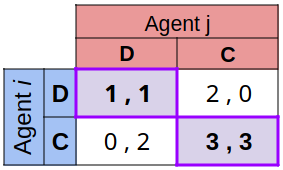 Agent j
D C
Agent i
D 1 , 1 2 , 0
C 0 , 2 3 , 3